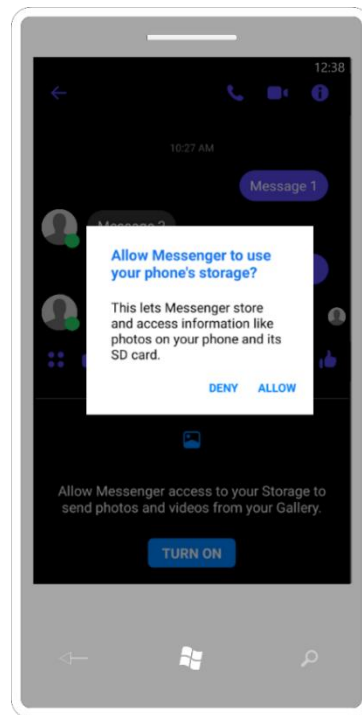 12:38
10:27 AM
Message 1
Message 2
Allow Messenger to use
your phone's storage?
This lets Messenger store
and access information like
photos on your phone and its
SD card.
DENY ALLOW
Allow Messenger access to your Storage to
send photos and videos from your Gallery.
TURN ON